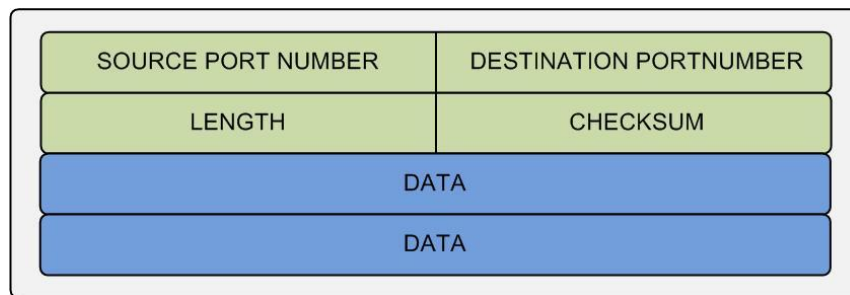 SOURCE PORT NUMBER DESTINATION PORTNUMBER
LENGTH CHECKSUM
DATA
DATA